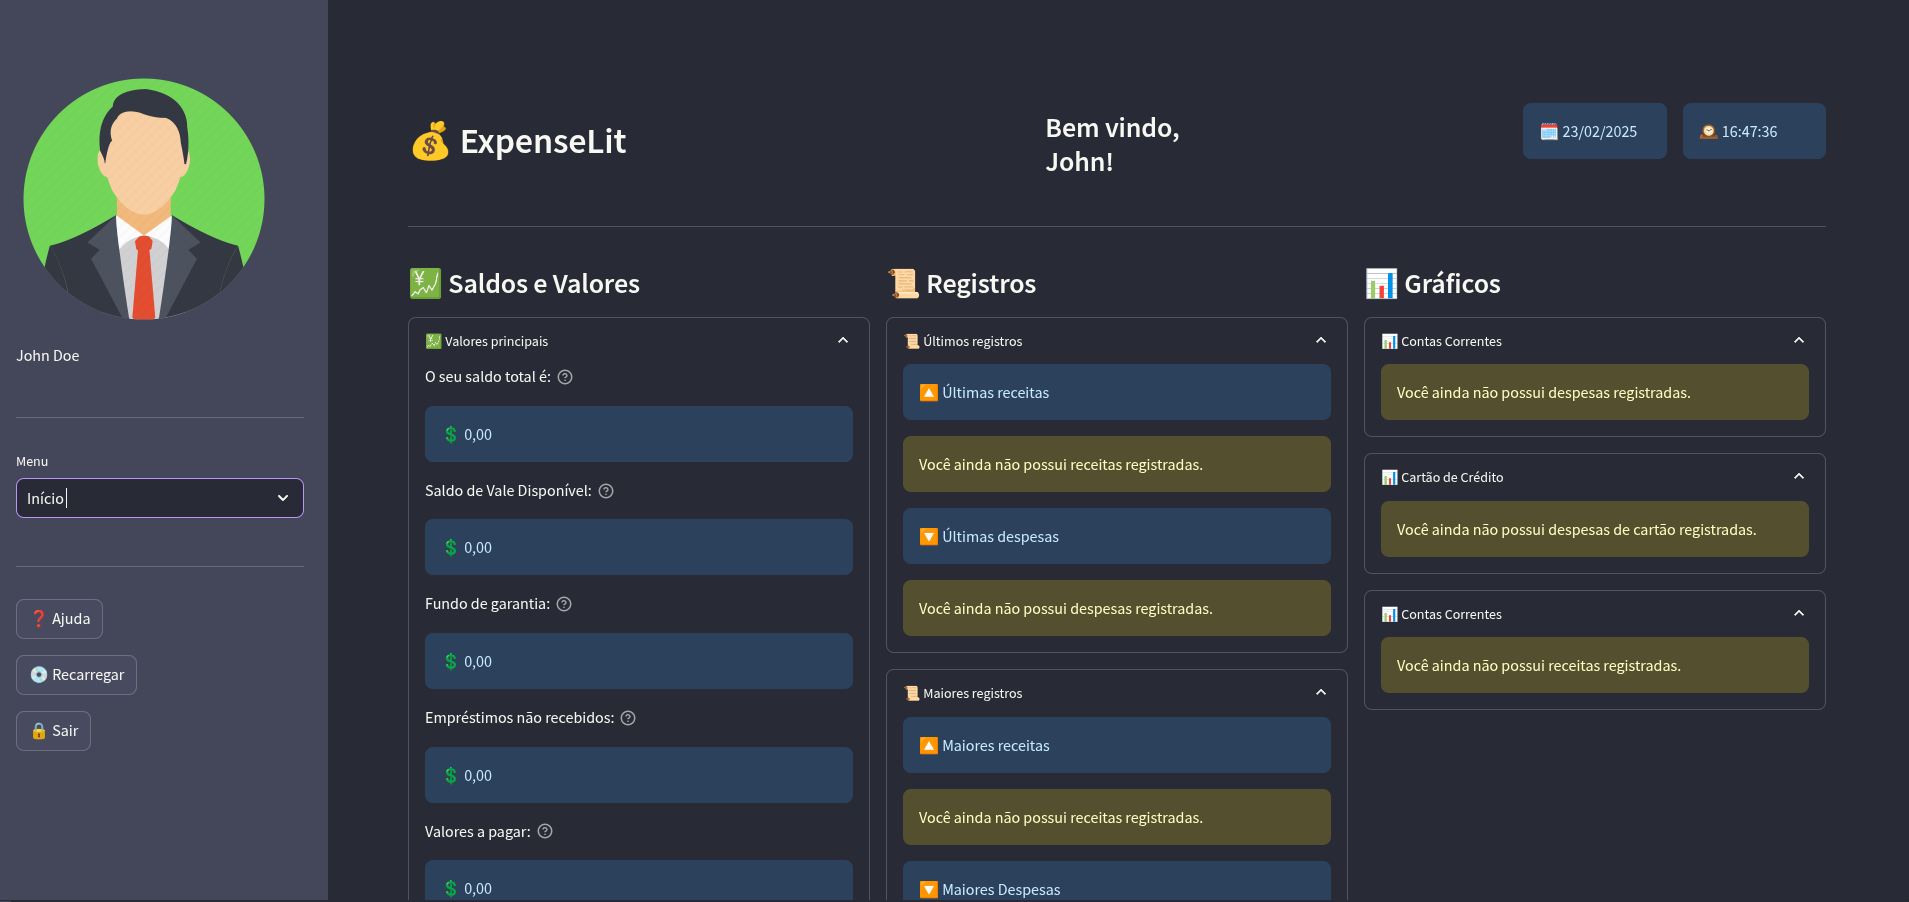 John Doe
Menu
Início
❓ Ajuda
💿 Recarregar
🔒 Sair
💰 ExpenseLit
Bem vindo,
John!
🗓️ 23/02/2025
🕰️ 16:47:36
💹 Saldos e Valores
💹 Valores principais
O seu saldo total é:
💲 0,00
Saldo de Vale Disponível:
💲 0,00
Fundo de garantia:
💲 0,00
Empréstimos não recebidos:
💲 0,00
Valores a pagar:
💲 0,00
📜 Registros
📜 Últimos registros
🔼 Últimas receitas
Você ainda não possui receitas registradas.
🔽 Últimas despesas
Você ainda não possui despesas registradas.
📜 Maiores registros
🔼 Maiores receitas
Você ainda não possui receitas registradas.
🔽 Maiores Despesas
📊 Gráficos
📊 Contas Correntes
Você ainda não possui despesas registradas.
📊 Cartão de Crédito
Você ainda não possui despesas de cartão registradas.
📊 Contas Correntes
Você ainda não possui receitas registradas.